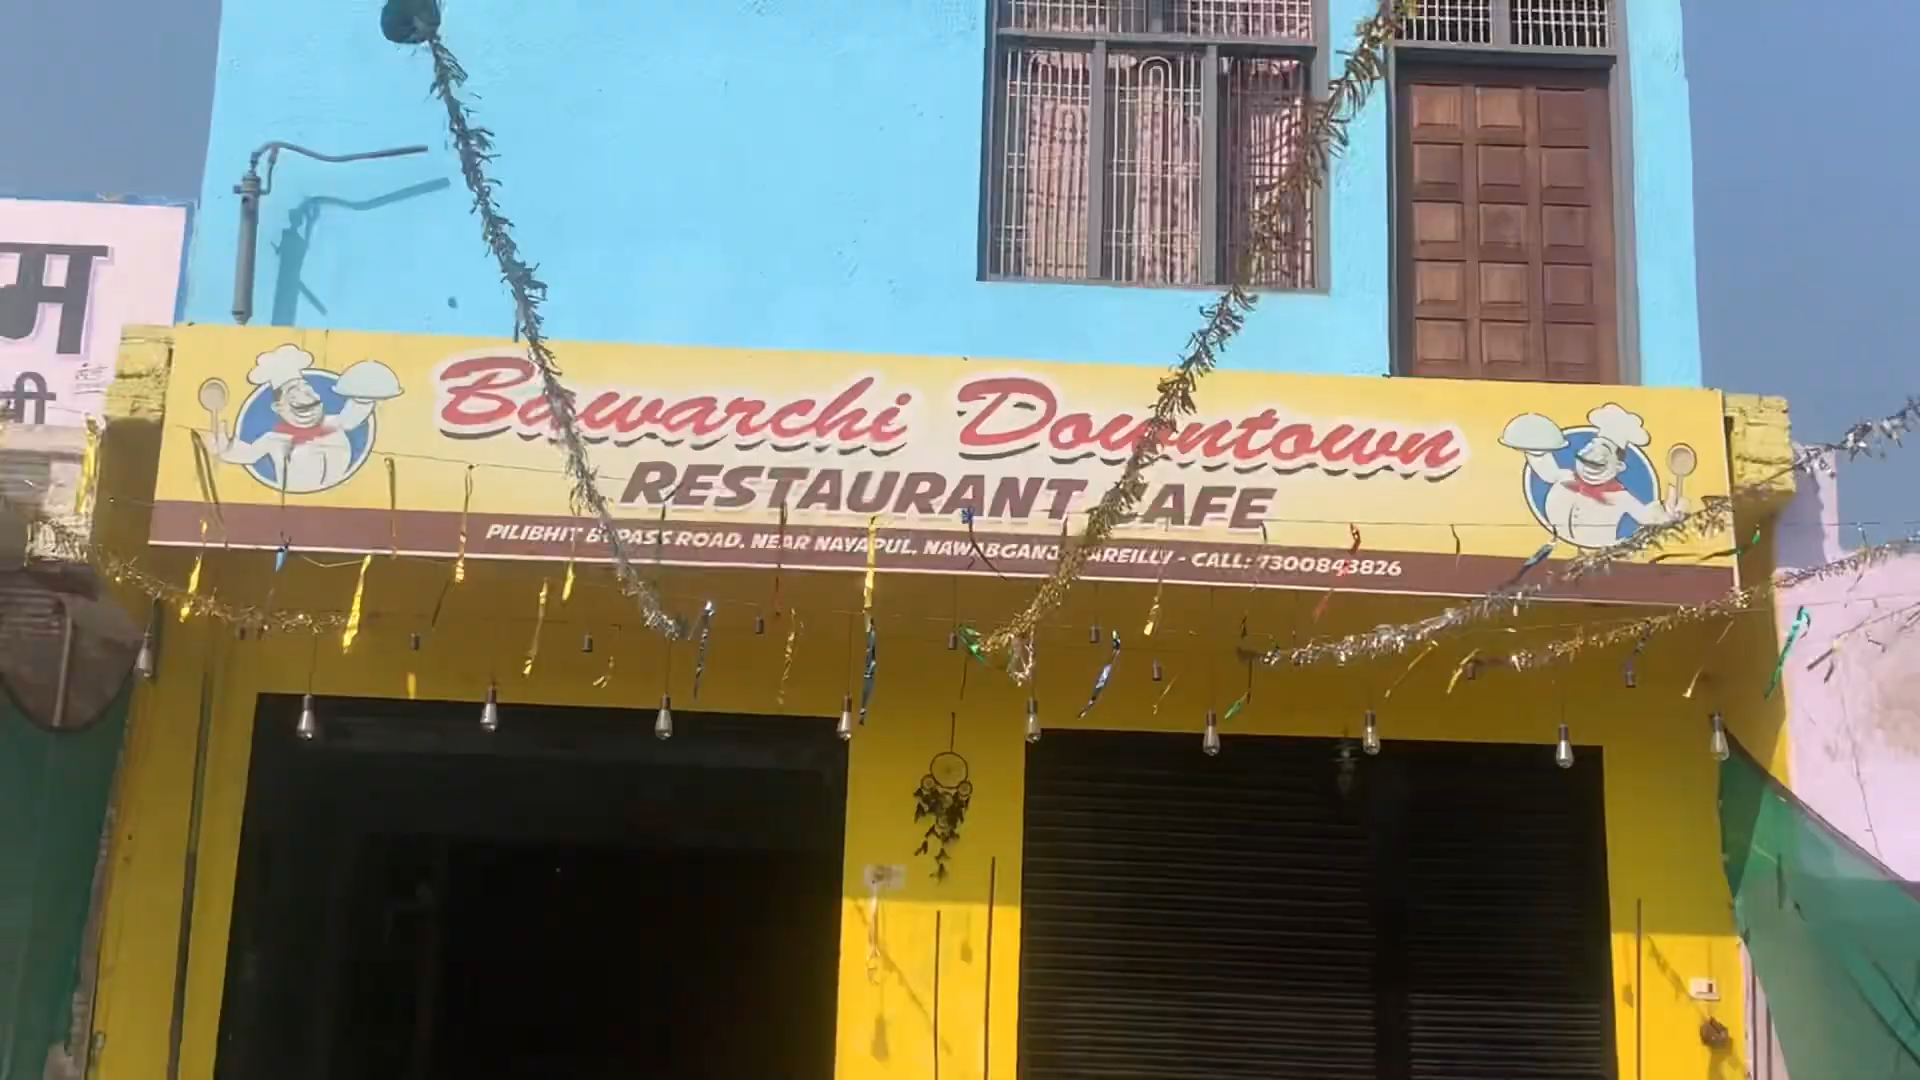 Bawarchi Downtown
RESTAURANT CAFE
PILIBHIT BYPASS ROAD, NEAR NAYAPUL, NAWABGANJ, BAREILLY - CALL: 7300843826